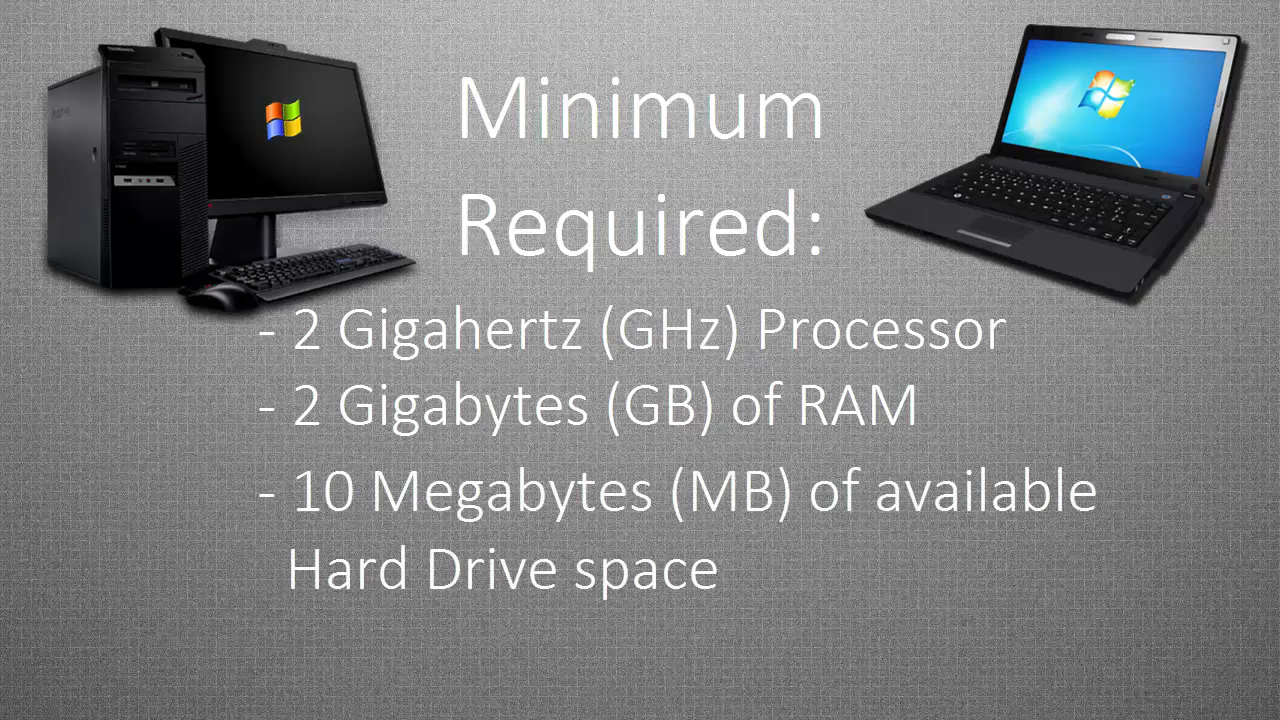 Minimum
Required:
- 2 Gigahertz (GHz) Processor
- 2 Gigabytes (GB) of RAM
- 10 Megabytes (MB) of available
Hard Drive space